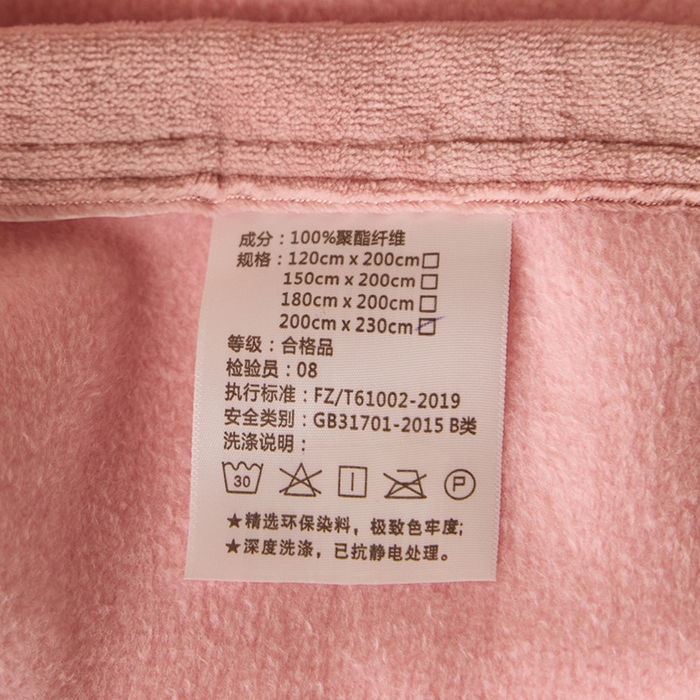 成分：100%聚酯纤维
规格：120cm x 200cm
150cm x 200cm
180cm x 200cm
200cm x 230cm
等级：合格品
检验员：08
执行标准：FZ/T61002-2019
安全类别：GB31701-2015 B类
洗涤说明：
30 P
★精选环保染料，极致色牢度;
★深度洗涤，已抗静电处理。